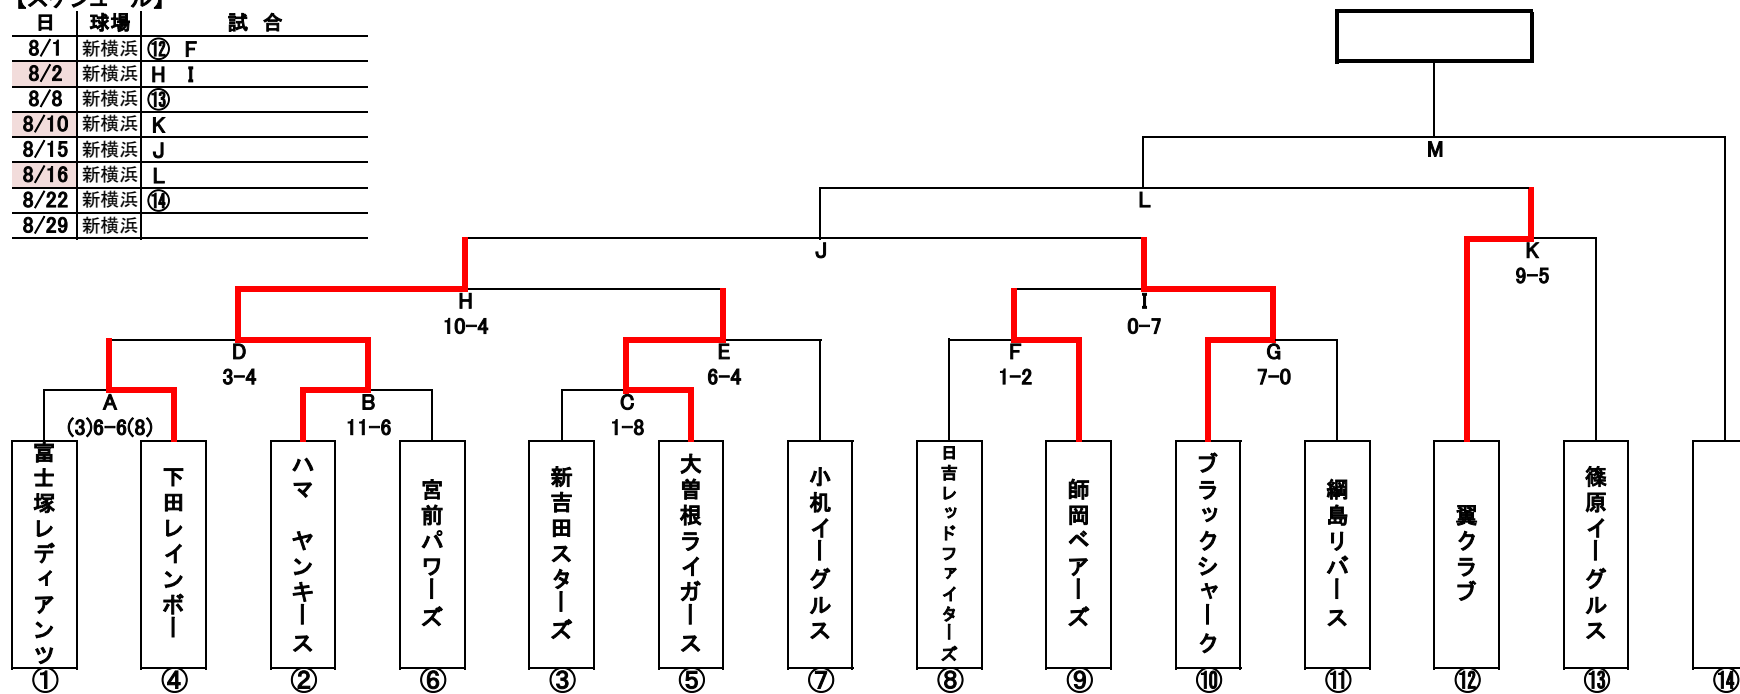 【スケジュール】
日 球場 試 合
8/1 新横浜 ⑫ F
8/2 新横浜 H I
8/8 新横浜 ⑬
8/10 新横浜 K
8/15 新横浜 J
8/16 新横浜 L
8/22 新横浜 ⑭
8/29 新横浜
M
L
J
K
9-5
H
10-4
I
0-7
D
3-4
E
6-4
F
1-2
G
7-0
A
(3)6-6(8)
B
11-6
C
1-8
富士塚レディアンツ
下田レインボー
ハマ ヤンキース
宮前パワーズ
新吉田スターズ
大曽根ライガース
小机イーグルス
日吉レッドファイターズ
師岡ベアーズ
ブラックシャーク
綱島リバース
翼クラブ
篠原イーグルス
① ④ ② ⑥ ③ ⑤ ⑦ ⑧ ⑨ ⑩ ⑪ ⑫ ⑬ ⑭